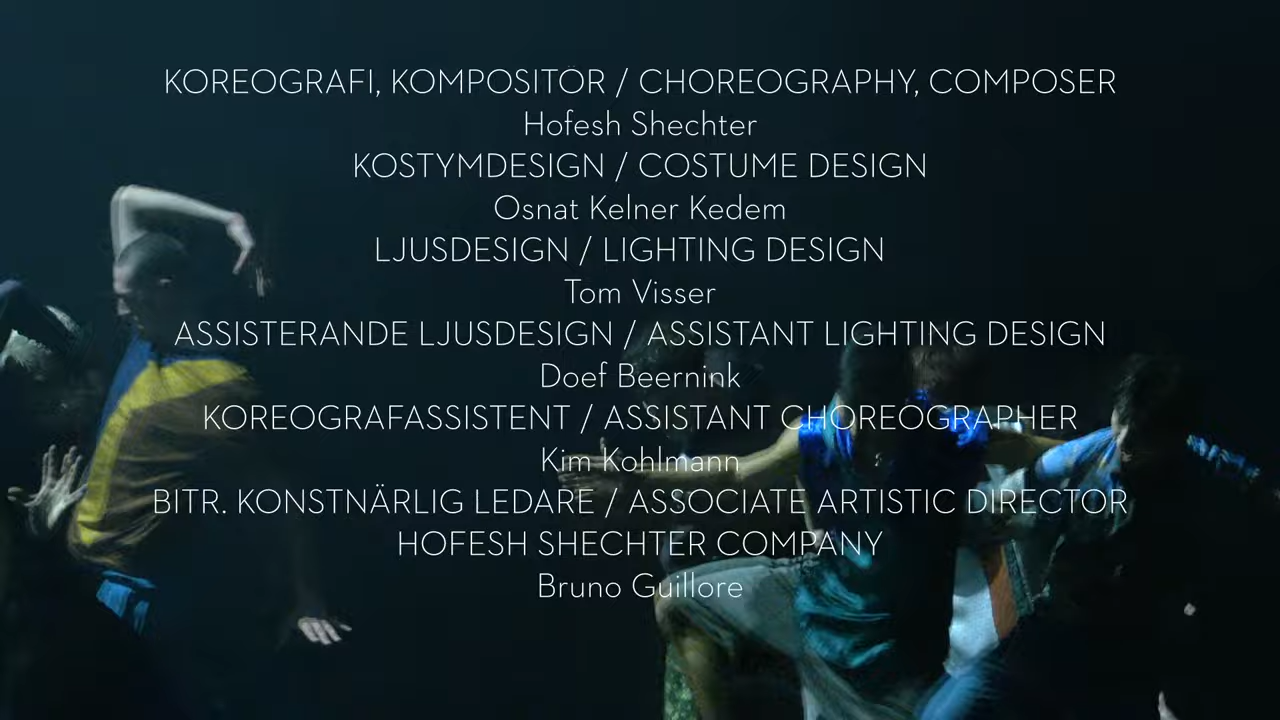 KOREOGRAFI, KOMPOSITÖR / CHOREOGRAPHY, COMPOSER
Hofesh Shechter
KOSTYMDESIGN / COSTUME DESIGN
Osnat Kelner Kedem
LJUSDESIGN / LIGHTING DESIGN
Tom Visser
ASSISTERANDE LJUSDESIGN / ASSISTANT LIGHTING DESIGN
Doef Beernink
KOREOGRAFASSISTENT / ASSISTANT CHOREOGRAPHER
Kim Kohlmann
BITR. KONSTNÄRLIG LEDARE / ASSOCIATE ARTISTIC DIRECTOR
HOFESH SHECHTER COMPANY
Bruno Guillore